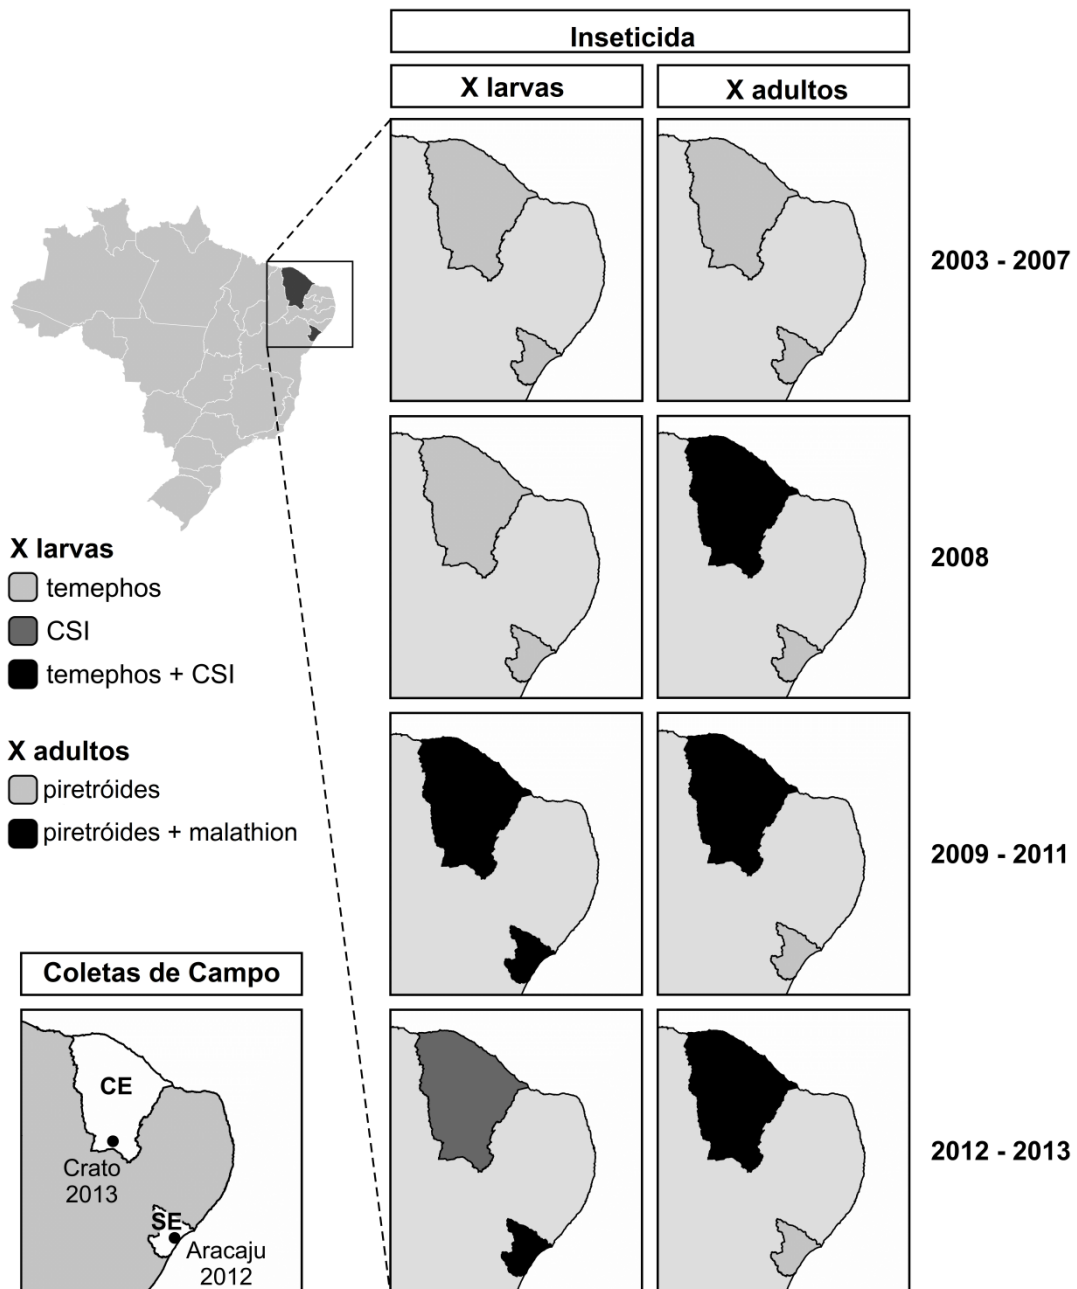 Inseticida
X larvas
X adultos
2003 - 2007
2008
X larvas
temephos
CSI
temephos + CSI
X adultos
piretróides
piretróides + malathion
2009 - 2011
Coletas de Campo
CE
Crato
2013
SE
Aracaju
2012
2012 - 2013